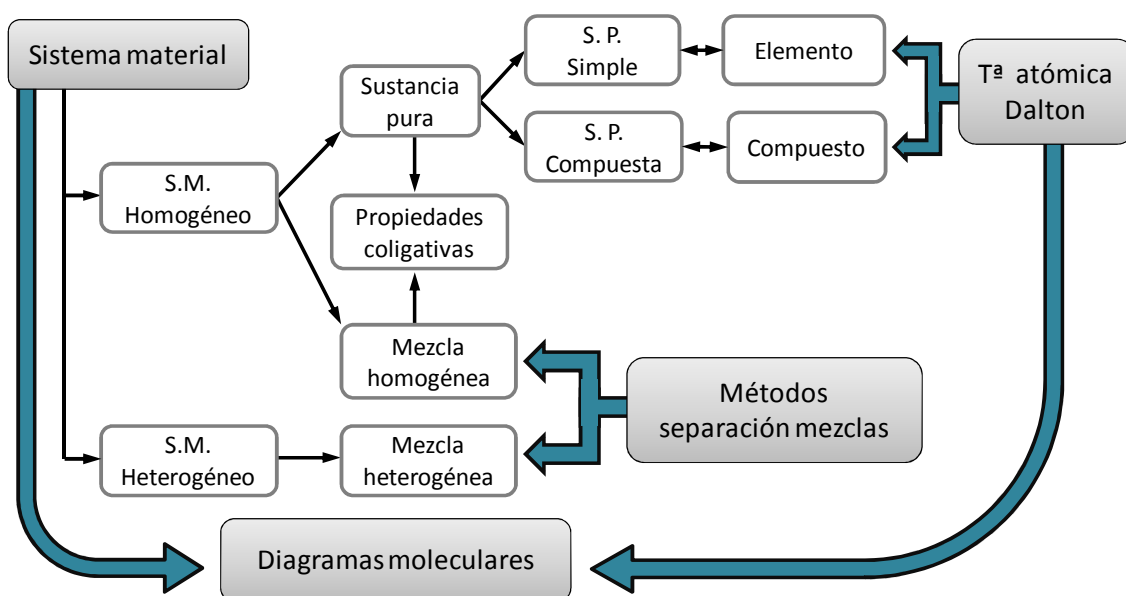 Sistema material
S. P.
Simple
Elemento
Tª atómica
Dalton
Sustancia
pura
S. P.
Compuesta
Compuesto
S.M.
Homogéneo
Propiedades
coligativas
Mezcla
homogénea
Métodos
separación mezclas
S.M.
Heterogéneo
Mezcla
heterogénea
Diagramas moleculares